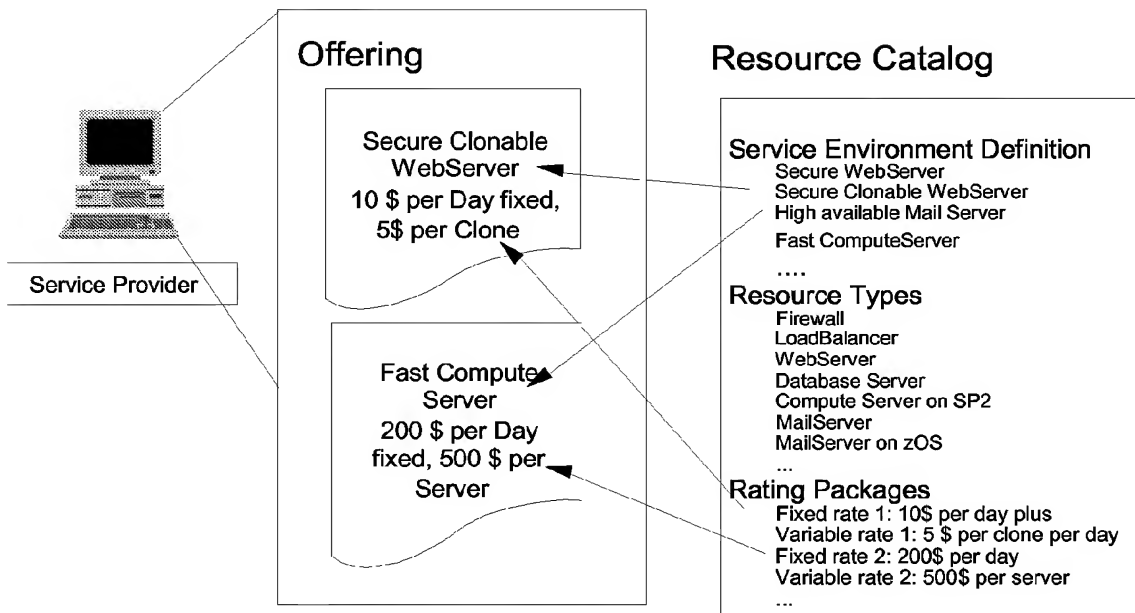 Offering
Secure Clonable
WebServer
10 $ per Day fixed,
5$ per Clone
Fast Compute
Server
200 $ per Day
fixed, 500 $ per
Server
Service Provider
Resource Catalog
Service Environment Definition
Secure WebServer
Secure Clonable WebServer
High available Mail Server
Fast ComputeServer
....
Resource Types
Firewall
LoadBalancer
WebServer
Database Server
Compute Server on SP2
MailServer
MailServer on zOS
...
Rating Packages
Fixed rate 1: 10$ per day plus
Variable rate 1: 5 $ per clone per day
Fixed rate 2: 200$ per day
Variable rate 2: 500$ per server
...